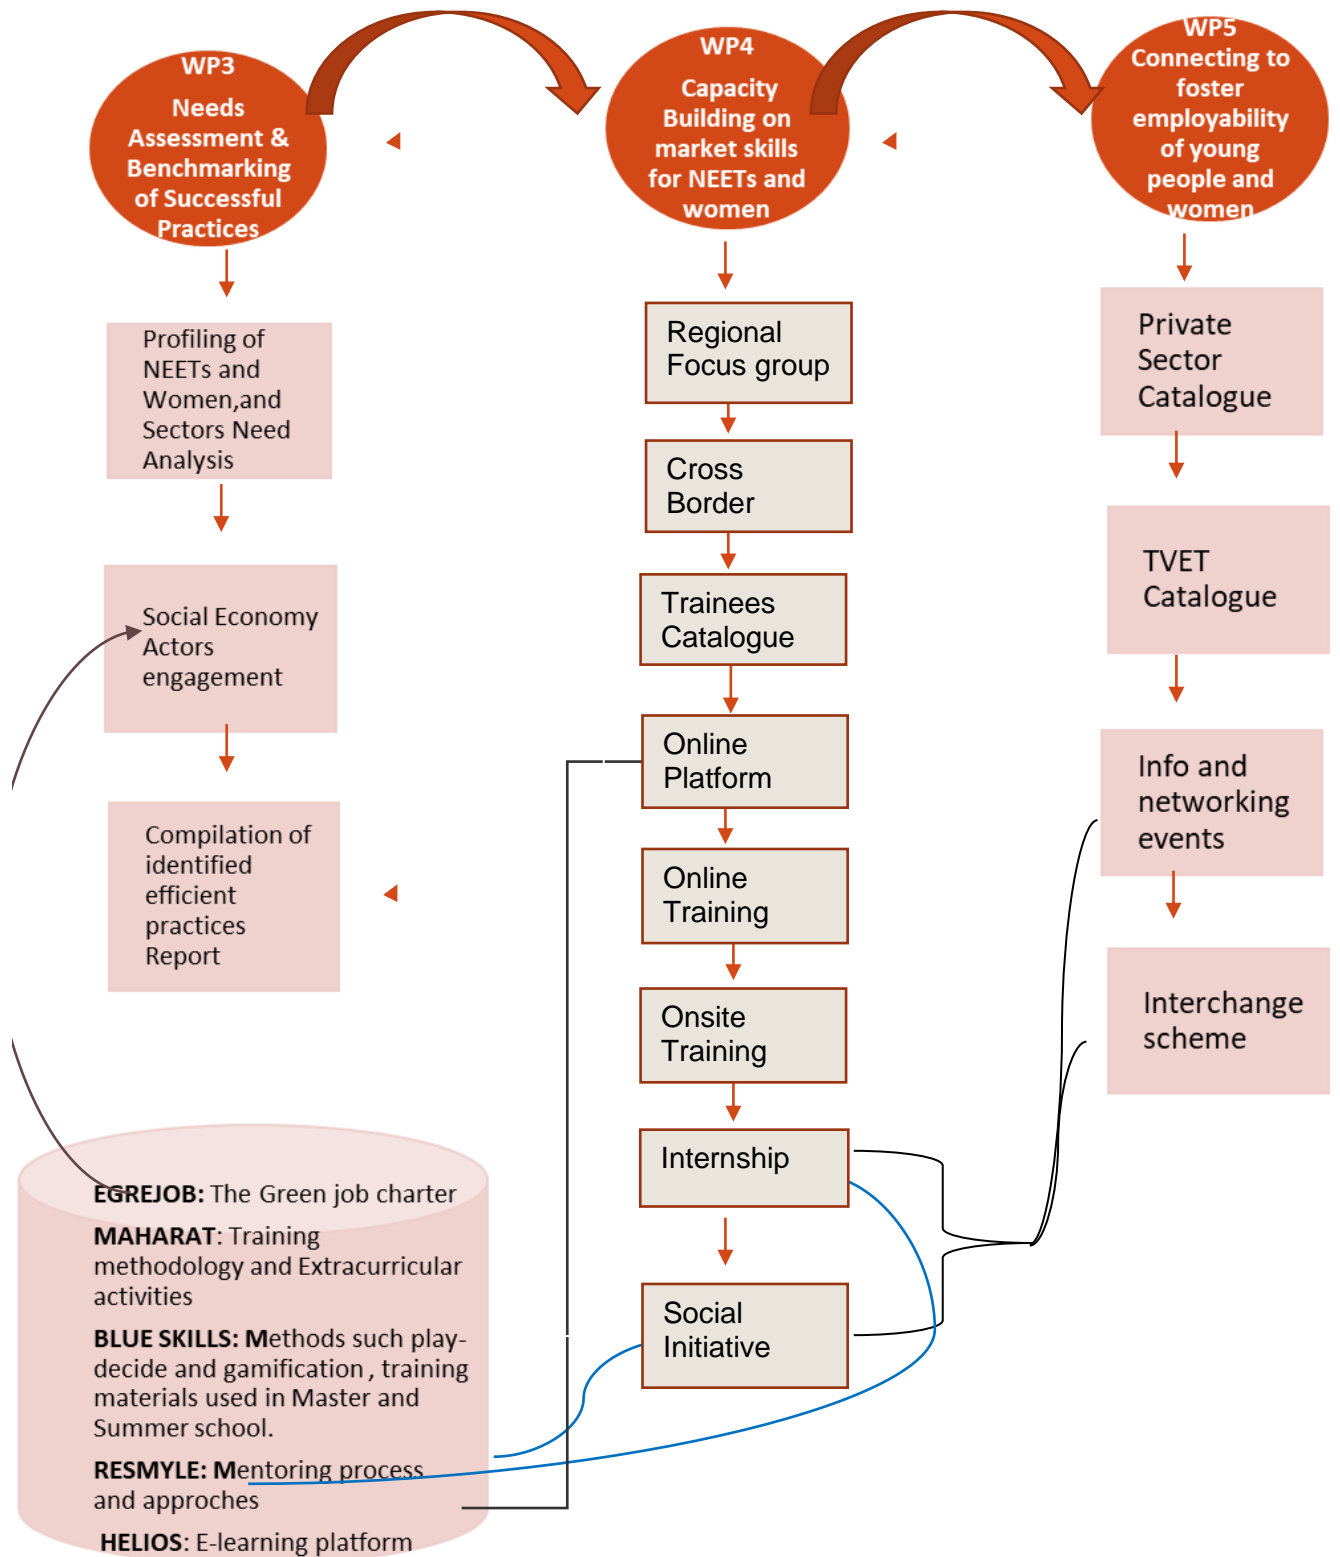 WP3
Needs
Assessment &
Benchmarking
of Successful
Practices
Profiling of
NEETs and
Women,and
Sectors Need
Analysis
Social Economy
Actors
engagement
Compilation of
identified
efficient
practices
Report
EGREJOB: The Green job charter
MAHARAT: Training
methodology and Extracurricular
activities
BLUE SKILLS: Methods such play-
decide and gamification , training
materials used in Master and
Summer school.
RESMYLE: Mentoring process
and approches
HELIOS: E-learning platform
WP4
Capacity
Building on
market skills
for NEETs and
women
Regional
Focus group
Cross
Border
Trainees
Catalogue
Online
Platform
Online
Training
Onsite
Training
Internship
Social
Initiative
WP5
Connecting to
foster
employability
of young
people and
women
Private
Sector
Catalogue
TVET
Catalogue
Info and
networking
events
Interchange
scheme